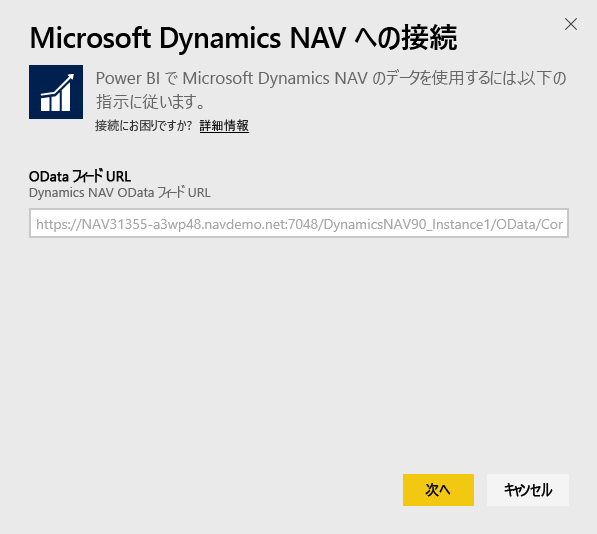 Microsoft Dynamics NAV への接続
Power BI で Microsoft Dynamics NAV のデータを使用するには、以下の
指示に従います。
接続にお困りですか? 詳細情報
OData フィード URL
Dynamics NAV OData フィード URL
https://NAV31355-a3wp48.navdemo.net:7048/DynamicsNAV90_Instance1/OData/Cor
次へ
キャンセル